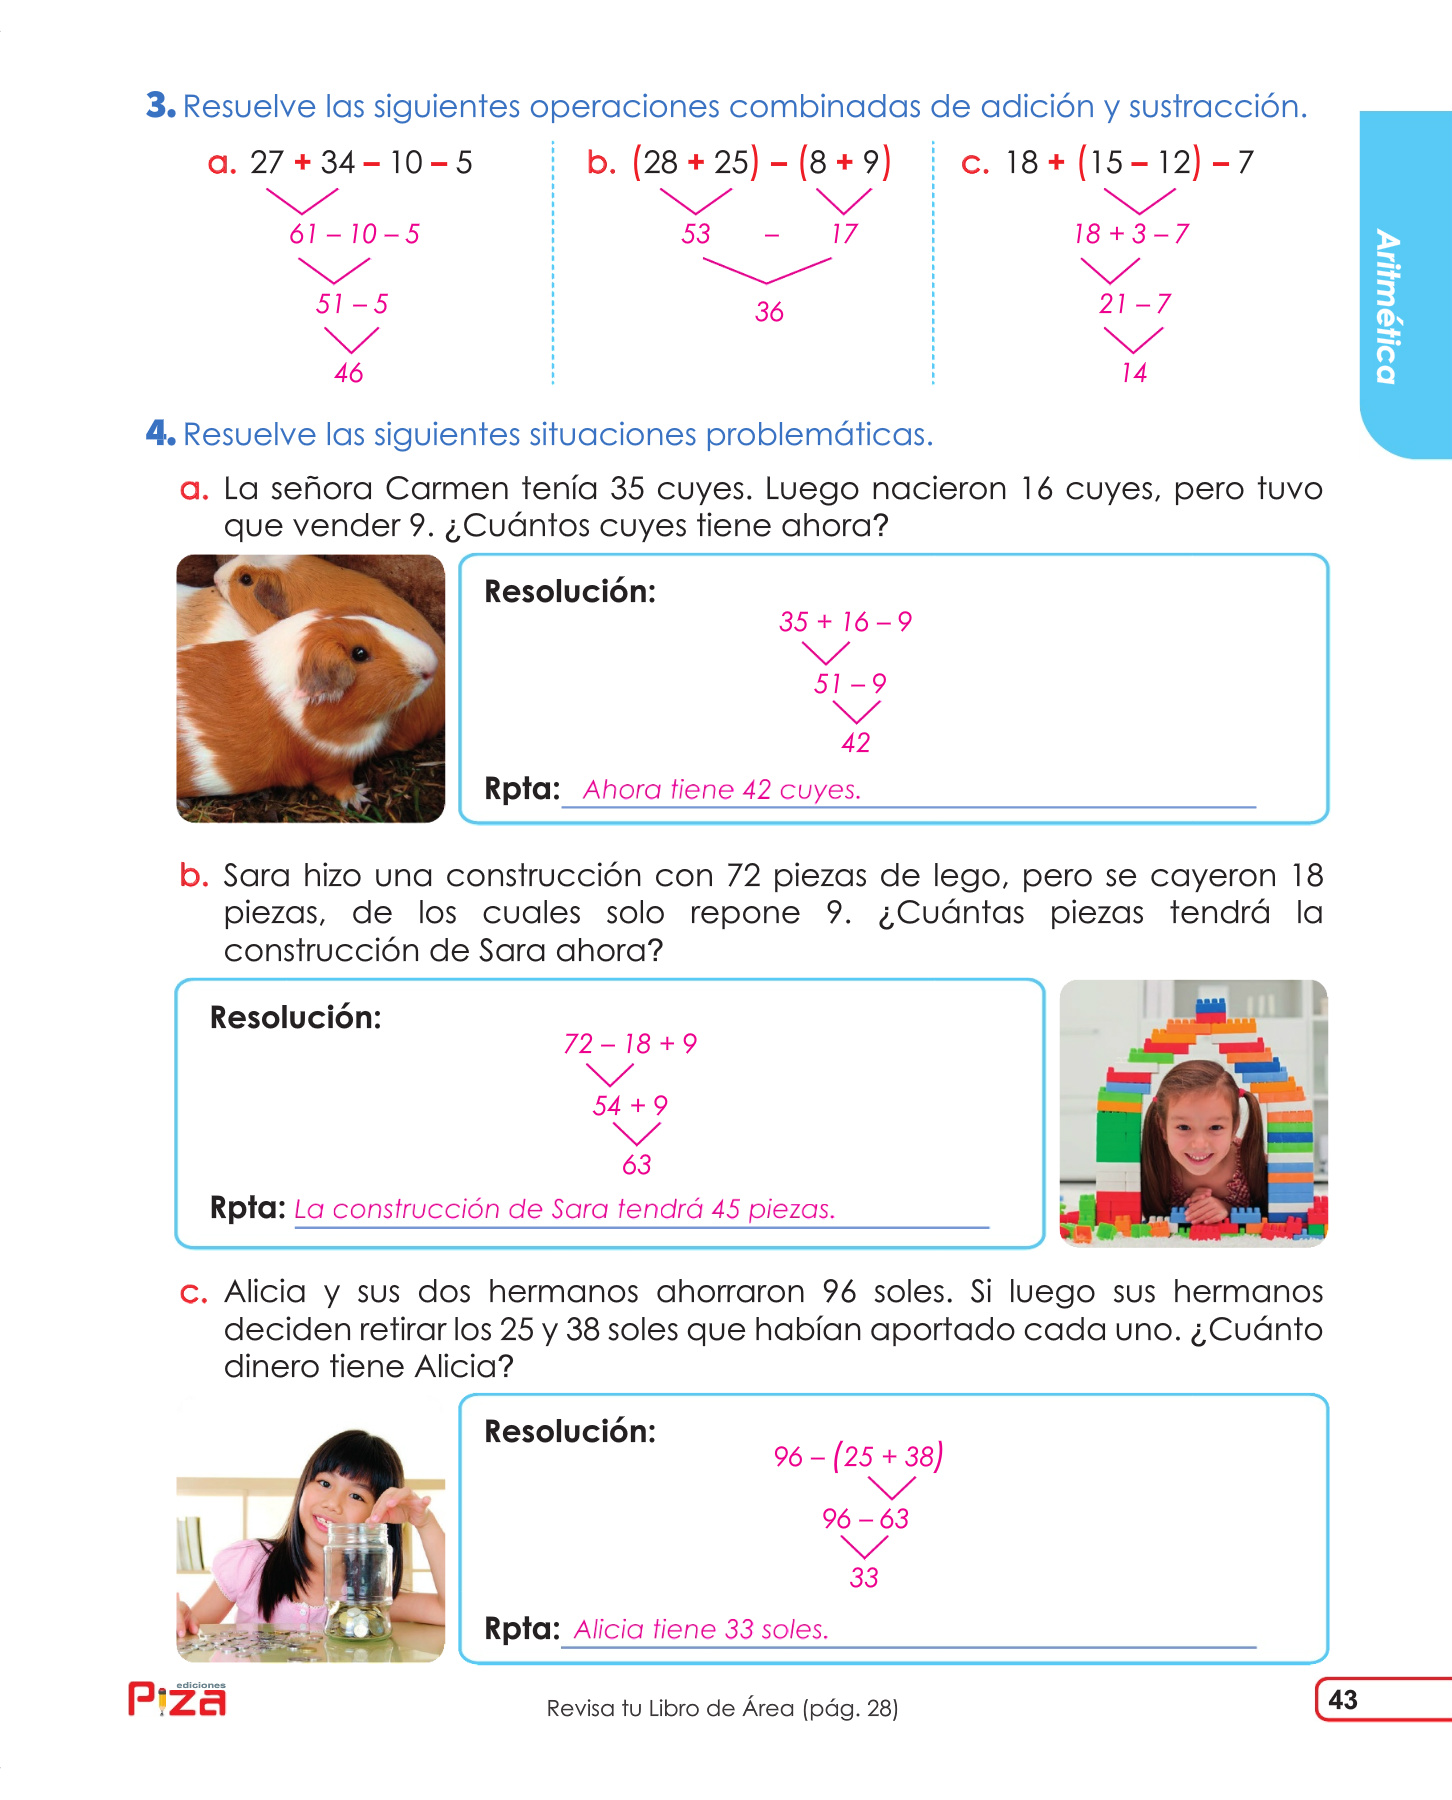 3. Resuelve las siguientes operaciones combinadas de adición y sustracción.
a. 27 + 34 – 10 – 5
61 – 10 – 5
51 – 5
46
b. (28 + 25) – (8 + 9)
53 – 17
36
c. 18 + (15 – 12) – 7
18 + 3 – 7
21 – 7
14
Aritmética
4. Resuelve las siguientes situaciones problemáticas.
a. La señora Carmen tenía 35 cuyes. Luego nacieron 16 cuyes, pero tuvo
que vender 9. ¿Cuántos cuyes tiene ahora?
Resolución:
35 + 16 – 9
51 – 9
42
Rpta: Ahora tiene 42 cuyes.
b. Sara hizo una construcción con 72 piezas de lego, pero se cayeron 18
piezas, de los cuales solo repone 9. ¿Cuántas piezas tendrá la
construcción de Sara ahora?
Resolución:
72 – 18 + 9
54 + 9
63
Rpta: La construcción de Sara tendrá 45 piezas.
c. Alicia y sus dos hermanos ahorraron 96 soles. Si luego sus hermanos
deciden retirar los 25 y 38 soles que habían aportado cada uno. ¿Cuánto
dinero tiene Alicia?
Resolución:
96 – (25 + 38)
96 – 63
33
Rpta: Alicia tiene 33 soles.
ediciones
Piza
Revisa tu Libro de Área (pág. 28)
43